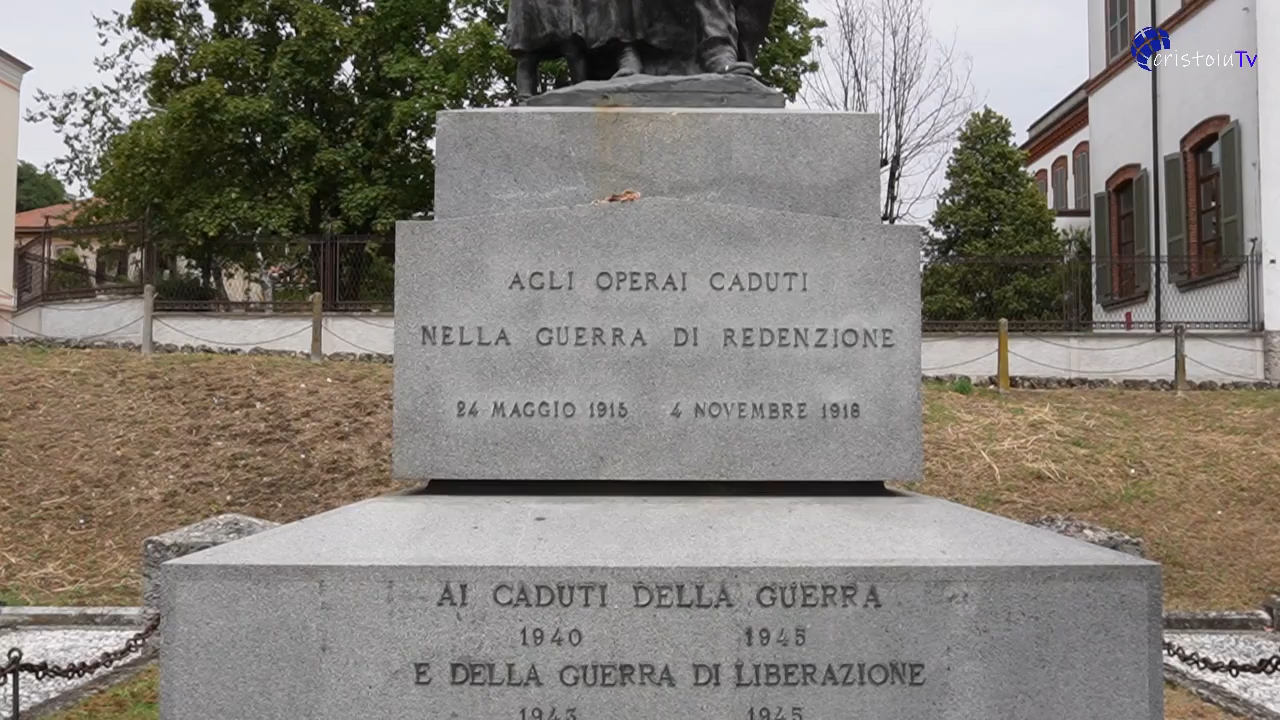 cristoiuTv
AGLI OPERAI CADUTI
NELLA GUERRA DI REDENZIONE
24 MAGGIO 1915 4 NOVEMBRE 1918
AI CADUTI DELLA GUERRA
1940 1945
E DELLA GUERRA DI LIBERAZIONE
1943 1945